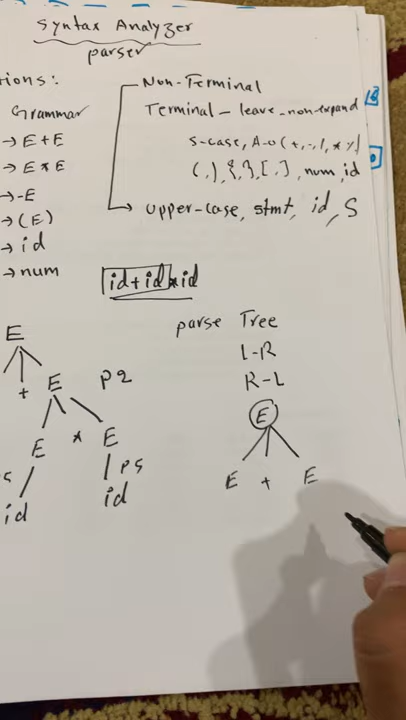 Syntax Analyzer
parser
tions:
Non-Terminal
Grammar
Terminal - leave - non-expand
→ E + E
s-case, A-o (+, -, /, *, %)
→ E * E
(,), {, }, [, ], num, id
→ -E
→ (E)
upper-case, stmt, id, S
→ id
→ num
id + id * id
E
parse Tree
L-R
+ E P2
R-L
E
E * E
P5
E + E
id id